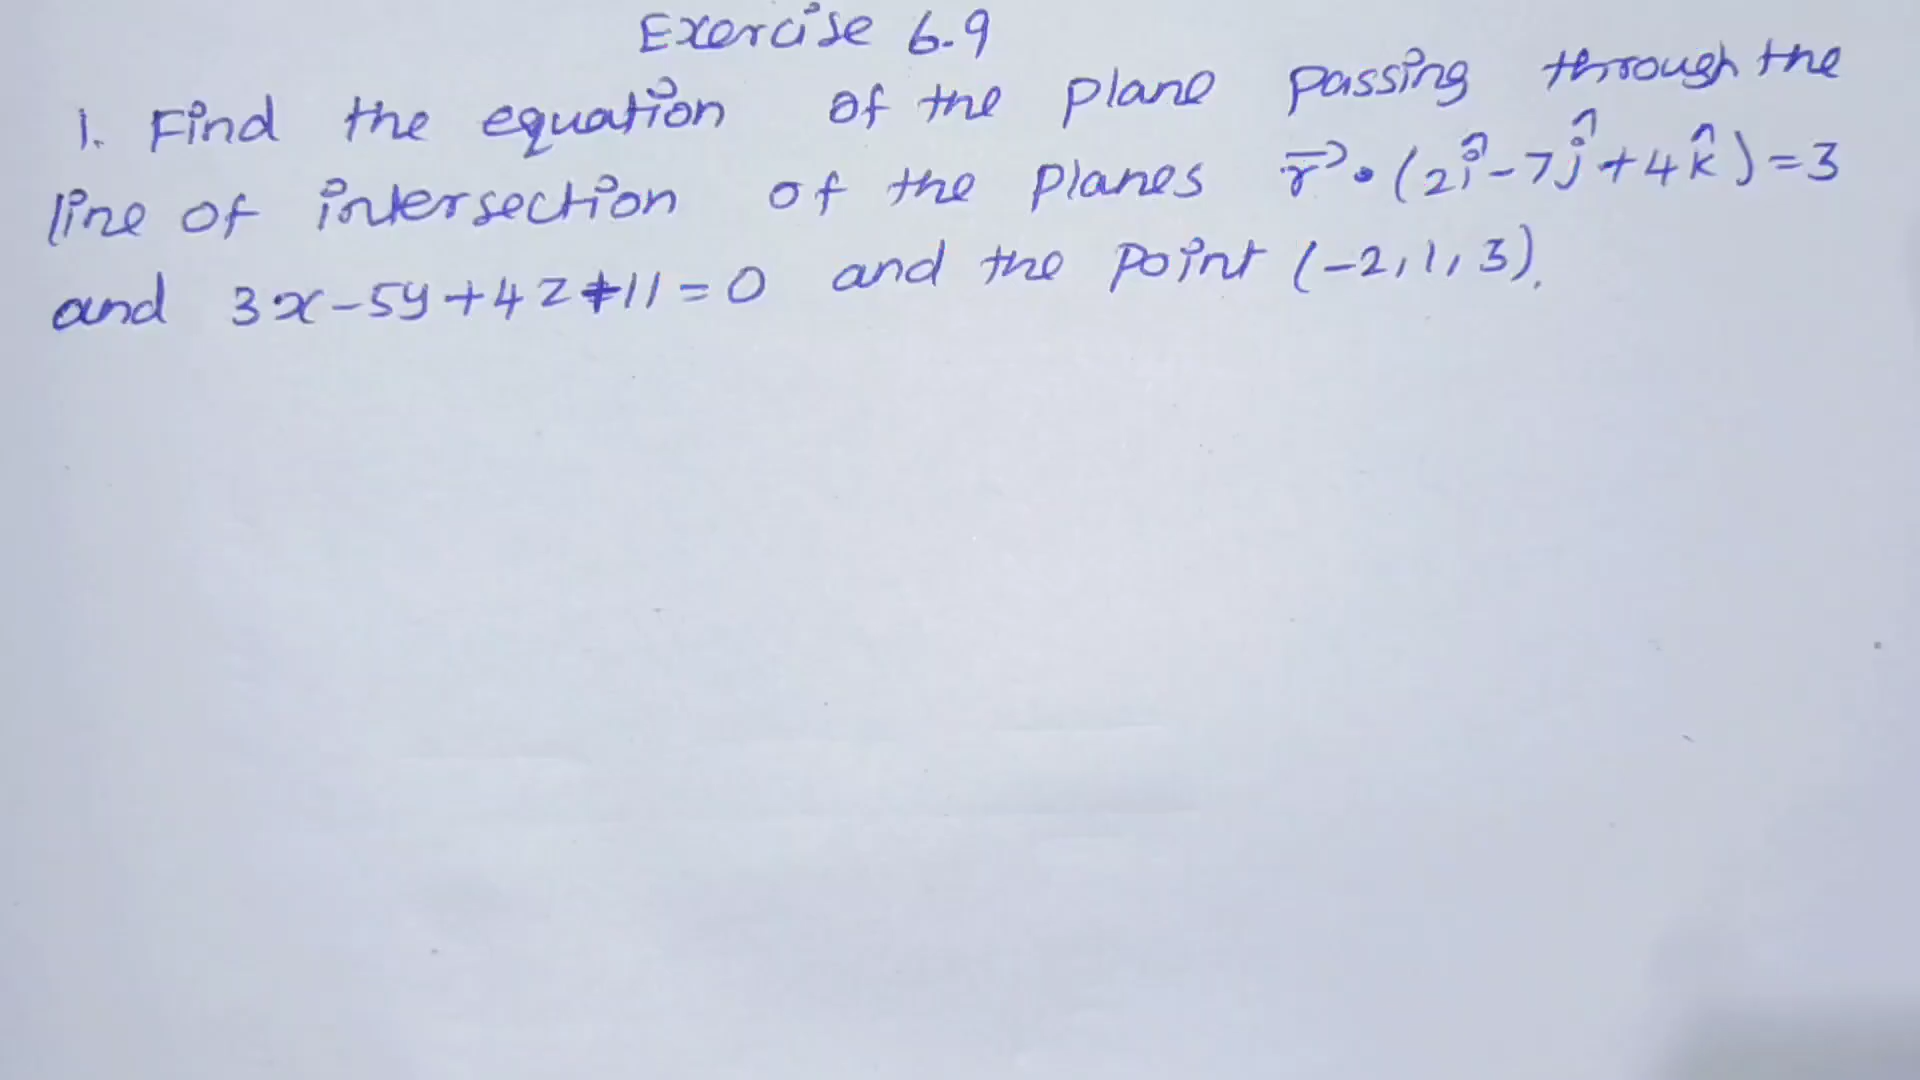 Exercise 6.9
1. Find the equation of the plane passing through the
line of intersection of the planes r⃗ • (2î - 7ĵ + 4k̂) = 3
and 3x - 5y + 4z + 11 = 0 and the point (-2, 1, 3).